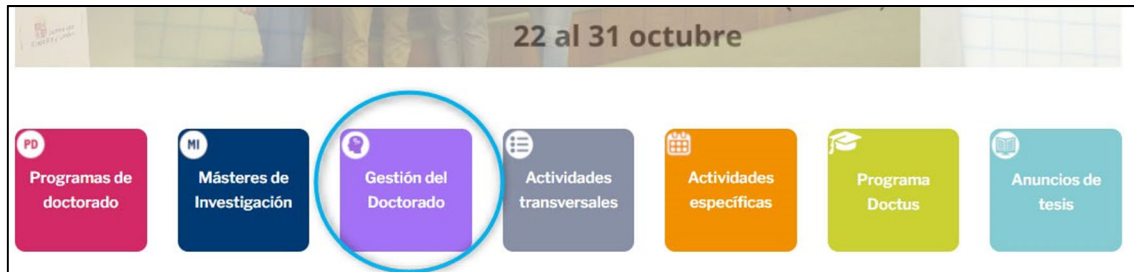 22 al 31 octubre
PD
Programas de
doctorado
MI
Másteres de
Investigación
Gestión del
Doctorado
Actividades
transversales
Actividades
específicas
Programa
Doctus
Anuncios de
tesis